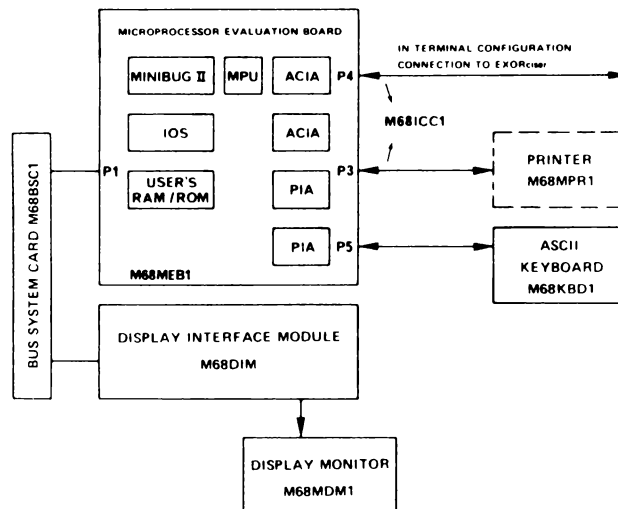 MICROPROCESSOR EVALUATION BOARD
MINIBUG II
MPU
ACIA
P4
IN TERMINAL CONFIGURATION
CONNECTION TO EXORciser
M68ICC1
IOS
ACIA
P1
P3
USER'S
RAM/ROM
PIA
PRINTER
M68MPR1
PIA
P5
ASCII
KEYBOARD
M68KBD1
M68MEB1
BUS SYSTEM CARD M68BSC1
DISPLAY INTERFACE MODULE
M68DIM
DISPLAY MONITOR
M68MDM1